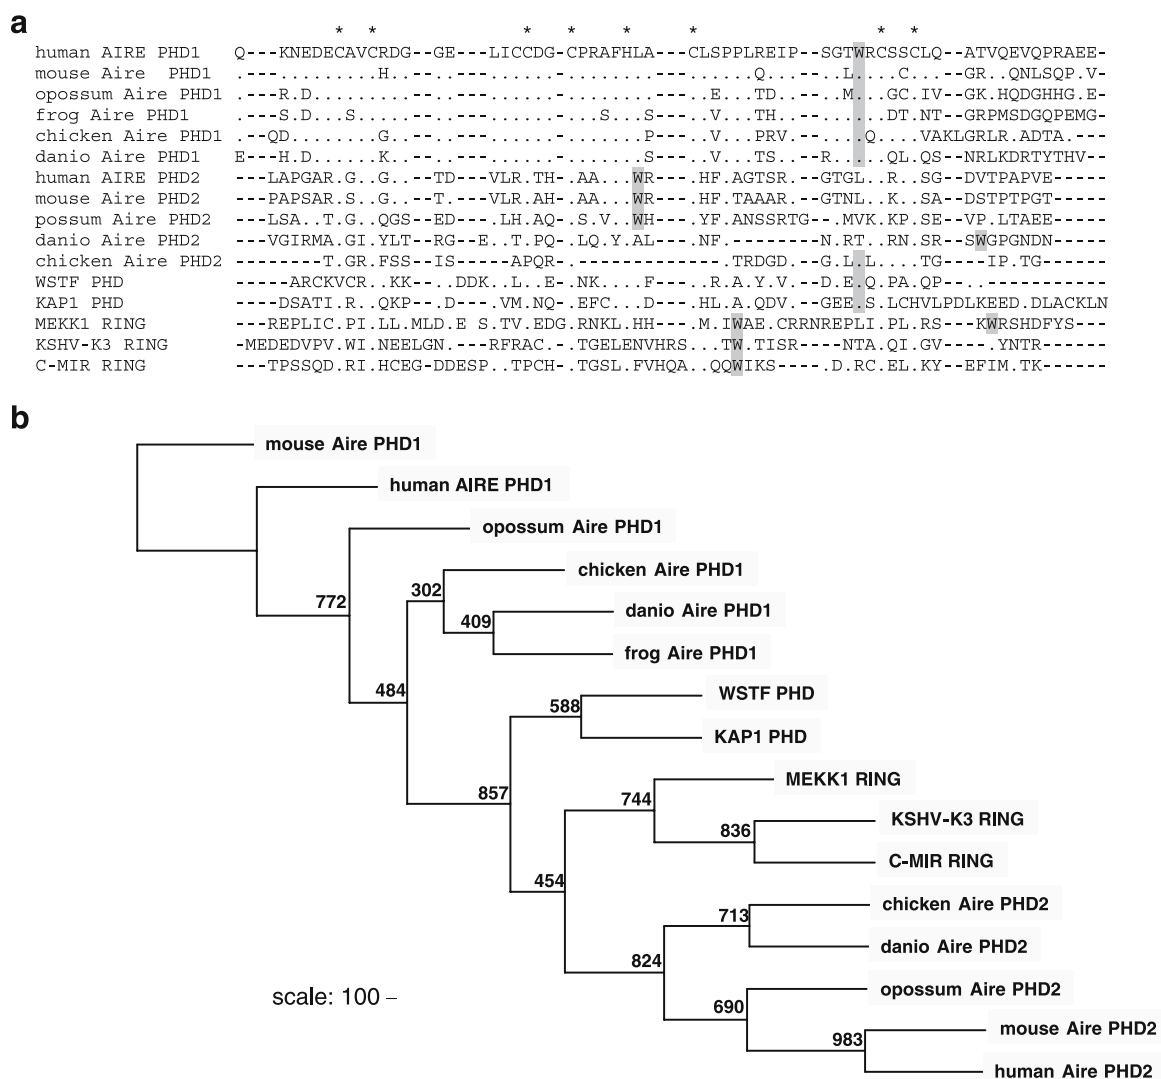 a
* * * * * * * *
human AIRE PHD1 Q---KNEDECAVCRDG--GE--LICCDG-CPRAFHLA---CLSPPLREIP--SGTWRCSSCLQ--ATVQEVQPRAEE-
mouse Aire PHD1 .---.........H..--..--......-.........---......Q...--..L...C...--GR..QNLSQP.V-
opossum Aire PHD1 .---R.D.........--..--......-.........---..E...TD..--..M..GC.IV--GK.HQDGHHG.E-
frog Aire PHD1 .---S.D...S.....--..--......-...S...S.---..V...TH..--.....DT.NT--GRPMSDGQPEMG-
chicken Aire PHD1 .--QD.......G...--..--......-........P.---..V..PRV..--......Q...--VAKLGRLR.ADTA.-
danio Aire PHD1 E---H.D......K..--..--......-........S.---..V...TS..--R.....QL.QS--NRLKDRTYTHV--
human AIRE PHD2 ---LAPGAR.G..G..--TD---VLR.TH-.AA...WR---.HF.AGTSR----GTGL..R..SG--DVTPAPVE-----
mouse Aire PHD2 ---PAPSAR.S..G..--T.---VLR.AH-.AA...WR---.HF.TAAAR----GTNL..K..SA--DSTPTPGT-----
possum Aire PHD2 ---LSA..T.G..QGS--ED---LH.AQ--S.V..WH---.YF.ANSSRTG---MVK.KP.SE--VP.LTAEE-----
danio Aire PHD2 ---VGIRMA.GI.YLT--RG--E..T.PQ-.LQ.Y.AL---NF.---------N.RT..RN.SR--SWGPGNDN-----
chicken Aire PHD2 --------T.GR.FSS--IS-----APQR.-------------.TRDGD--.G.L.L....TG----IP.TG------
WSTF PHD -----ARCKVCR..KK---DDK..L..E.-NK....F---..R..A.YV..--D.E.Q.PA.QP---..----------
KAP1 PHD ----DSATI.R..QKP--D.---VM.NQ-.EFC...D---.HL.A.QDV.---GEE.S.LCHVLPDLKEED.DLACKLN
MEKK1 RING ---REPLIC.PI.LL.MLD.E S.TV.EDG.RNKL.HH---.M.IWAE.CRRNREPLI.PL.RS---KWRSHDFYS---
KSHV-K3 RING -MEDEDVPV.WI.NEELGN.---RFRAC..-.TGELENVHRS--.TW.TISR-----NTA.QI.GV-----.YNTR------
C-MIR RING ---TPSSQD.RI.HCEG-DDESP..TPCH-.TGSL.FVHQA..QQWIKS-----.D.RC.EL.KY--EFIM.TK------
b
mouse Aire PHD1
human AIRE PHD1
opossum Aire PHD1
chicken Aire PHD1
302
772
danio Aire PHD1
409
frog Aire PHD1
484
WSTF PHD
588
KAP1 PHD
MEKK1 RING
857
744
KSHV-K3 RING
836
C-MIR RING
454
chicken Aire PHD2
713
danio Aire PHD2
824
opossum Aire PHD2
scale: 100 –
690
mouse Aire PHD2
983
human Aire PHD2